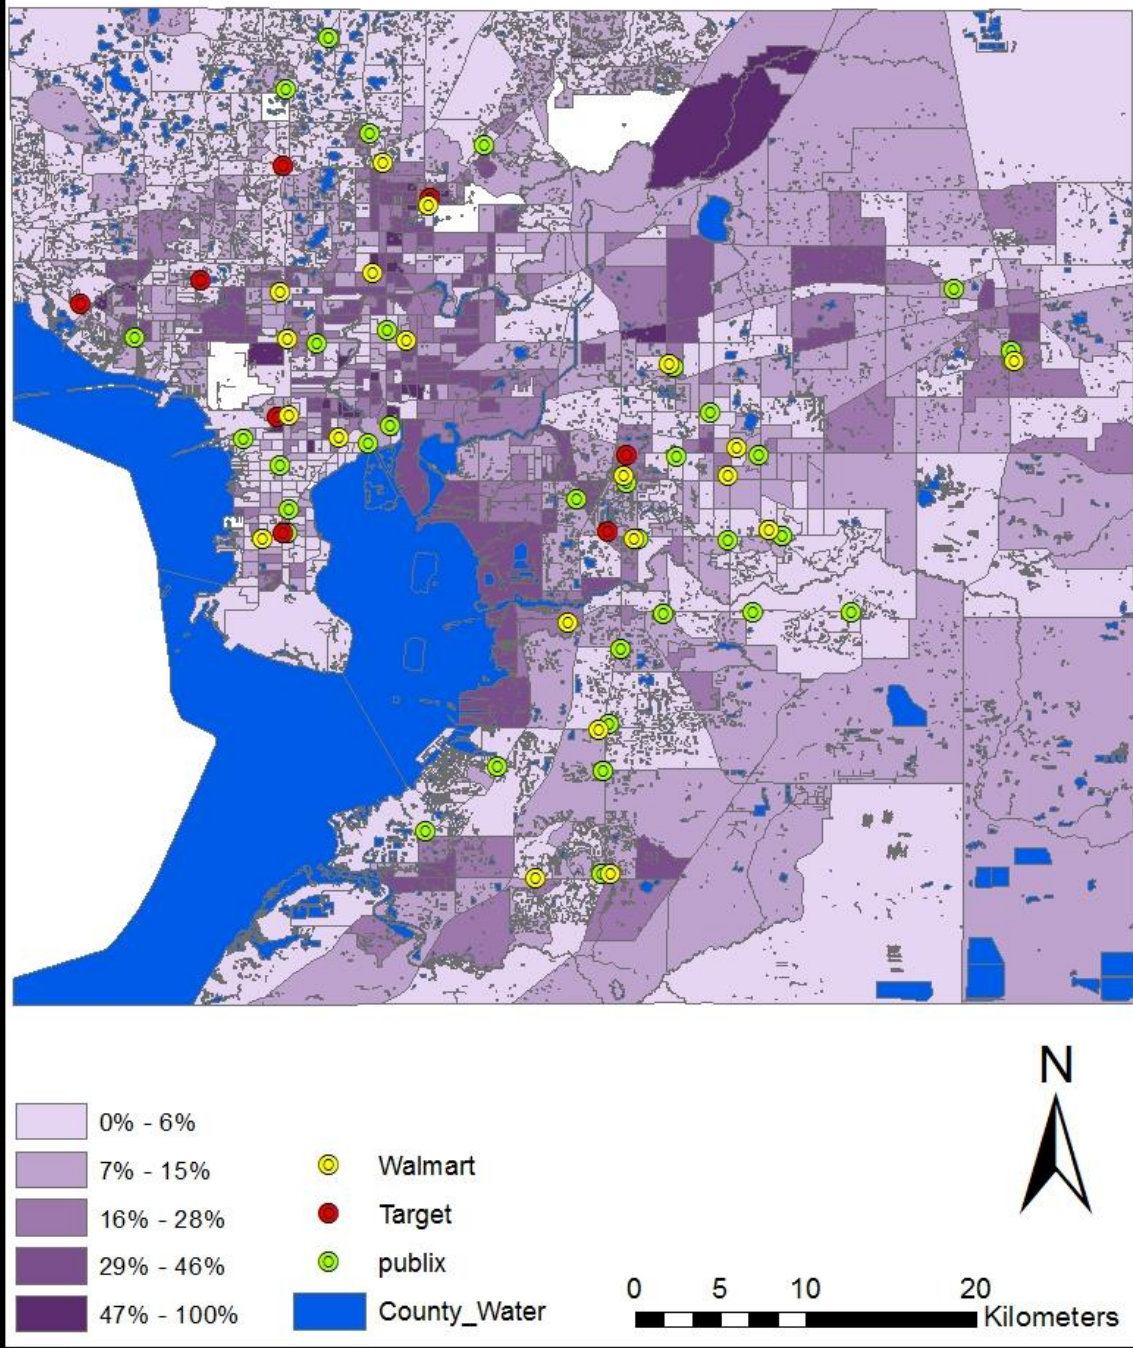 N
0% - 6%
7% - 15%
16% - 28%
29% - 46%
47% - 100%
Walmart
Target
publix
County_Water
0 5 10 20
Kilometers